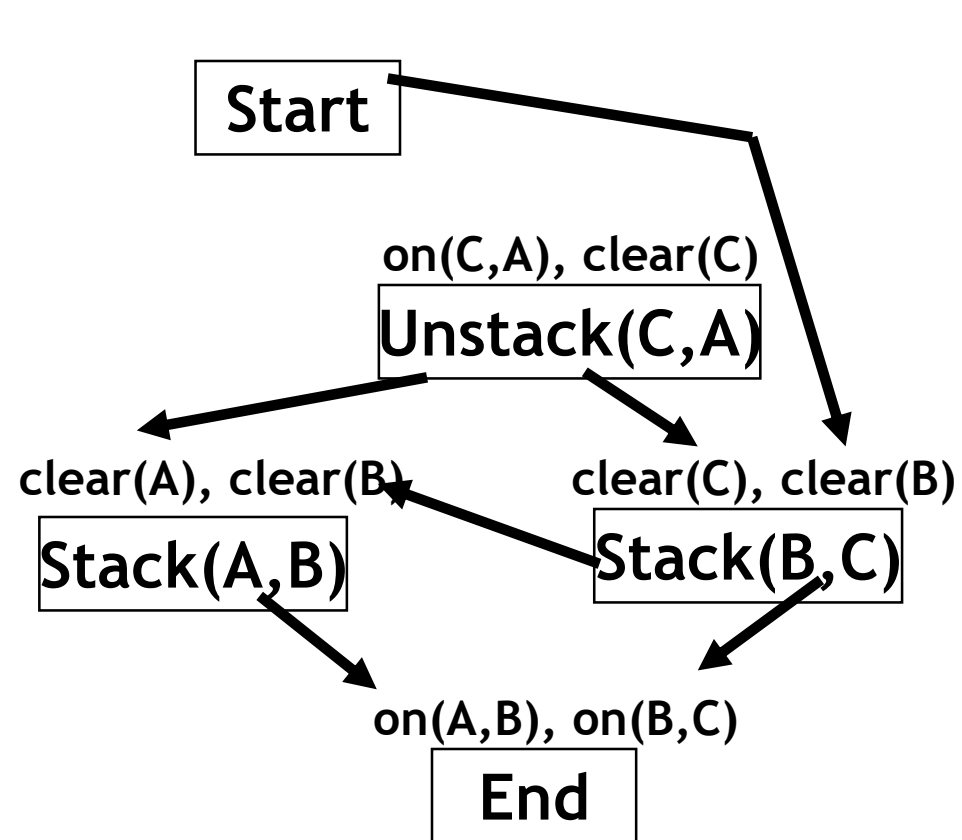 Start
on(C,A), clear(C)
Unstack(C,A)
clear(A), clear(B)
clear(C), clear(B)
Stack(A,B)
Stack(B,C)
on(A,B), on(B,C)
End